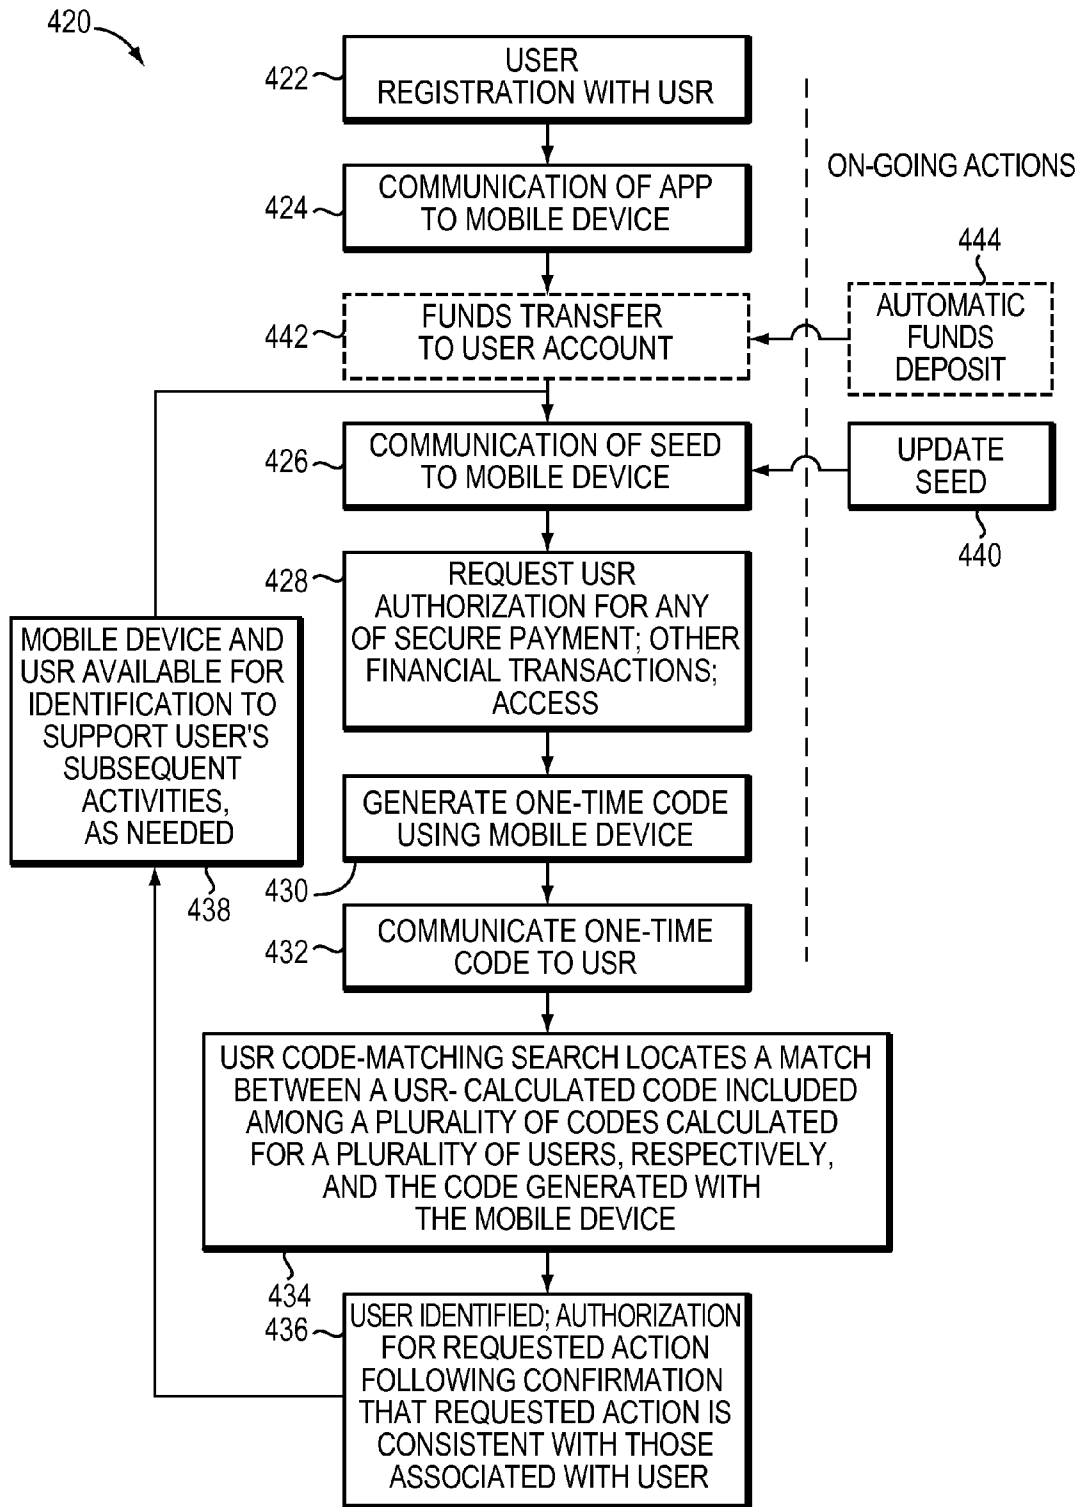 420
422
USER
REGISTRATION WITH USR
ON-GOING ACTIONS
424
COMMUNICATION OF APP
TO MOBILE DEVICE
444
442
FUNDS TRANSFER
TO USER ACCOUNT
AUTOMATIC
FUNDS
DEPOSIT
426
COMMUNICATION OF SEED
TO MOBILE DEVICE
UPDATE
SEED
440
428
REQUEST USR
AUTHORIZATION FOR ANY
OF SECURE PAYMENT; OTHER
FINANCIAL TRANSACTIONS;
ACCESS
MOBILE DEVICE AND
USR AVAILABLE FOR
IDENTIFICATION TO
SUPPORT USER'S
SUBSEQUENT
ACTIVITIES,
AS NEEDED
438
GENERATE ONE-TIME CODE
USING MOBILE DEVICE
430
432
COMMUNICATE ONE-TIME
CODE TO USR
USR CODE-MATCHING SEARCH LOCATES A MATCH
BETWEEN A USR- CALCULATED CODE INCLUDED
AMONG A PLURALITY OF CODES CALCULATED
FOR A PLURALITY OF USERS, RESPECTIVELY,
AND THE CODE GENERATED WITH
THE MOBILE DEVICE
434
436
USER IDENTIFIED; AUTHORIZATION
FOR REQUESTED ACTION
FOLLOWING CONFIRMATION
THAT REQUESTED ACTION IS
CONSISTENT WITH THOSE
ASSOCIATED WITH USER